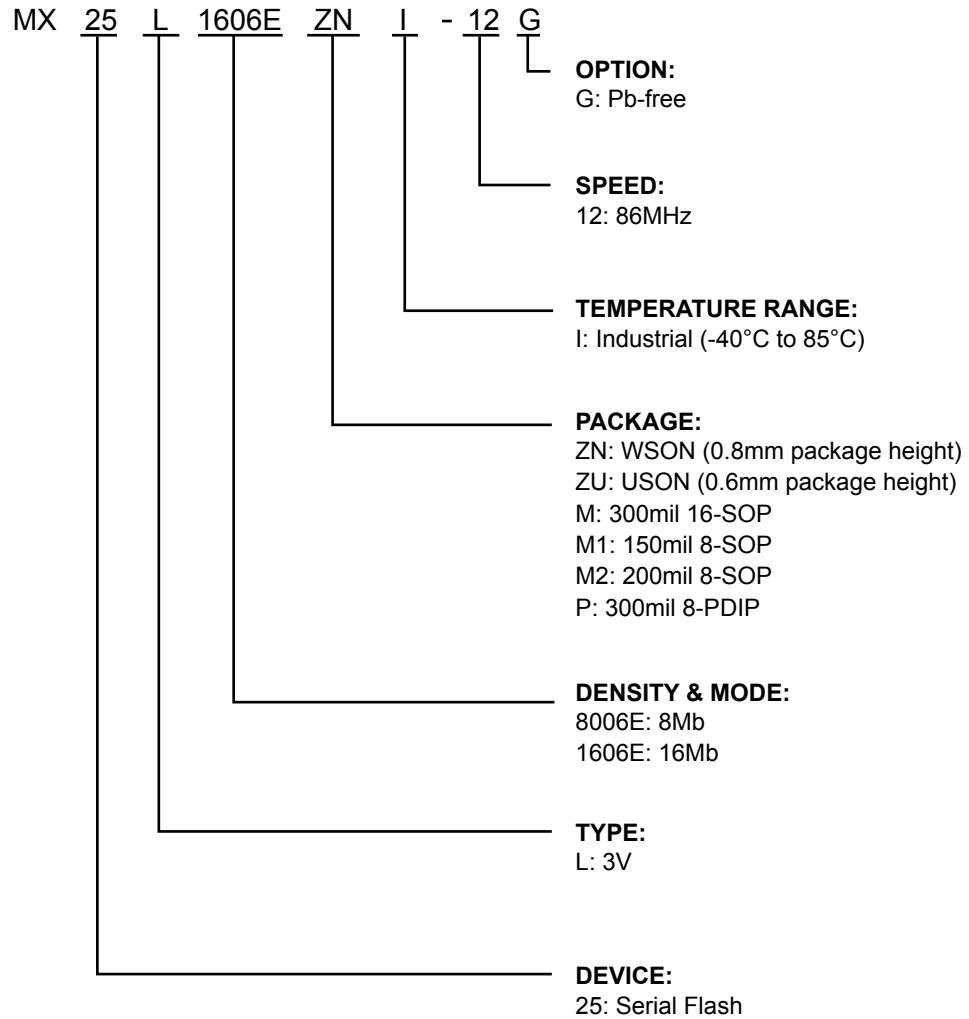 MX 25 L 1606E ZN I - 12 G
OPTION:
G: Pb-free
SPEED:
12: 86MHz
TEMPERATURE RANGE:
I: Industrial (-40°C to 85°C)
PACKAGE:
ZN: WSON (0.8mm package height)
ZU: USON (0.6mm package height)
M: 300mil 16-SOP
M1: 150mil 8-SOP
M2: 200mil 8-SOP
P: 300mil 8-PDIP
DENSITY & MODE:
8006E: 8Mb
1606E: 16Mb
TYPE:
L: 3V
DEVICE:
25: Serial Flash